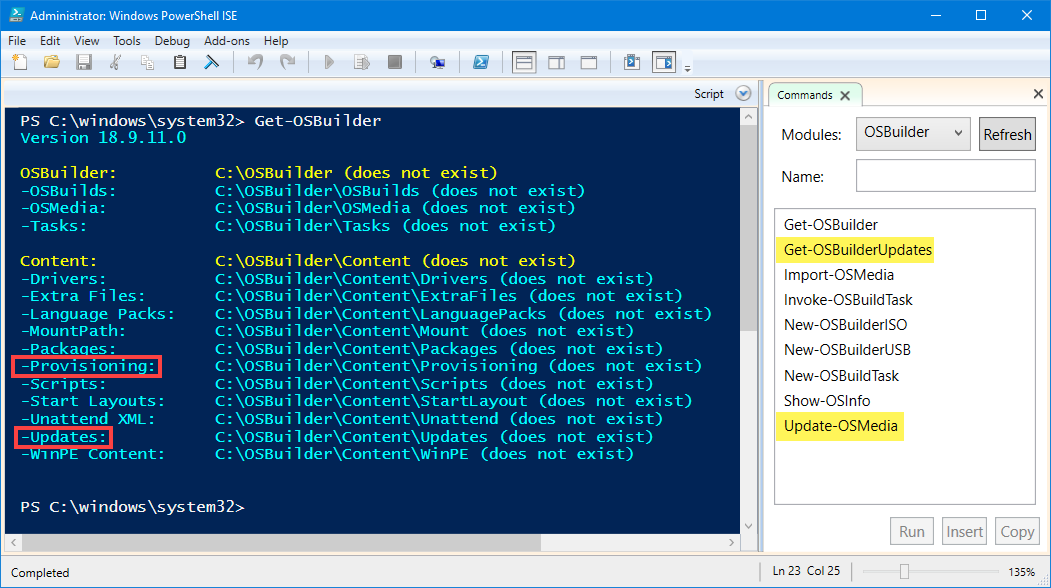 Administrator: Windows PowerShell ISE
File Edit View Tools Debug Add-ons Help
Script
PS C:\windows\system32> Get-OSBuilder
Version 18.9.11.0
OSBuilder: C:\OSBuilder (does not exist)
-OSBuilds: C:\OSBuilder\OSBuilds (does not exist)
-OSMedia: C:\OSBuilder\OSMedia (does not exist)
-Tasks: C:\OSBuilder\Tasks (does not exist)
Content: C:\OSBuilder\Content (does not exist)
-Drivers: C:\OSBuilder\Content\Drivers (does not exist)
-Extra Files: C:\OSBuilder\Content\ExtraFiles (does not exist)
-Language Packs: C:\OSBuilder\Content\LanguagePacks (does not exist)
-MountPath: C:\OSBuilder\Content\Mount (does not exist)
-Packages: C:\OSBuilder\Content\Packages (does not exist)
-Provisioning: C:\OSBuilder\Content\Provisioning (does not exist)
-Scripts: C:\OSBuilder\Content\Scripts (does not exist)
-Start Layouts: C:\OSBuilder\Content\StartLayout (does not exist)
-Unattend XML: C:\OSBuilder\Content\Unattend (does not exist)
-Updates: C:\OSBuilder\Content\Updates (does not exist)
-WinPE Content: C:\OSBuilder\Content\WinPE (does not exist)
PS C:\windows\system32>
Commands
Modules: OSBuilder Refresh
Name:
Get-OSBuilder
Get-OSBuilderUpdates
Import-OSMedia
Invoke-OSBuildTask
New-OSBuilderISO
New-OSBuilderUSB
New-OSBuildTask
Show-OSInfo
Update-OSMedia
Run Insert Copy
Completed
Ln 23 Col 25
135%